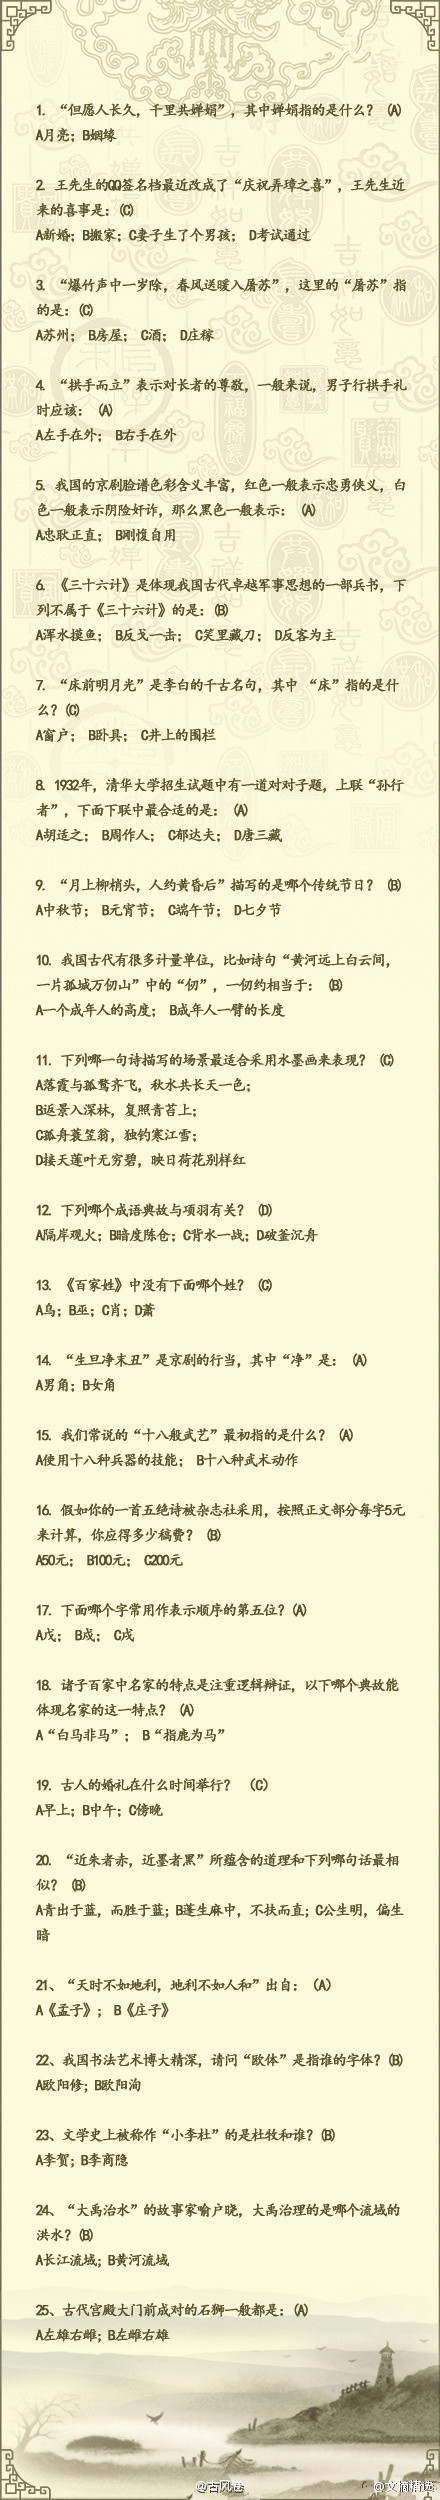 1. “但愿人长久，千里共婵娟”，其中婵娟指的是什么？ (A)
A月亮；B姻缘
2. 王先生的QQ签名档最近改成了“庆祝弄璋之喜”，王先生近
来的喜事是：(C)
A新婚；B搬家；C妻子生了个男孩； D考试通过
3. “爆竹声中一岁除，春风送暖入屠苏”，这里的“屠苏”指
的是：(C)
A苏州； B房屋； C酒； D庄稼
4. “拱手而立”表示对长者的尊敬，一般来说，男子行拱手礼
时应该： (A)
A左手在外； B右手在外
5. 我国的京剧脸谱色彩含义丰富，红色一般表示忠勇侠义，白
色一般表示阴险奸诈，那么黑色一般表示： (A)
A忠耿正直； B刚愎自用
6. 《三十六计》是体现我国古代卓越军事思想的一部兵书，下
列不属于《三十六计》的是：(B)
A浑水摸鱼； B反戈一击； C笑里藏刀； D反客为主
7. “床前明月光”是李白的千古名句，其中 “床”指的是什
么？(C)
A窗户； B卧具； C井上的围栏
8. 1932年，清华大学招生试题中有一道对对子题，上联“孙行
者”，下面下联中最合适的是： (A)
A胡适之； B周作人； C郁达夫； D唐三藏
9. “月上柳梢头，人约黄昏后”描写的是哪个传统节日？ (B)
A中秋节； B元宵节； C端午节； D七夕节
10. 我国古代有很多计量单位，比如诗句“黄河远上白云间，
一片孤城万仞山”中的“仞”，一仞约相当于： (B)
A一个成年人的高度； B成年人一臂的长度
11. 下列哪一句诗描写的场景最适合采用水墨画来表现？ (C)
A落霞与孤鹜齐飞，秋水共长天一色；
B返景入深林，复照青苔上；
C孤舟蓑笠翁，独钓寒江雪；
D接天莲叶无穷碧，映日荷花别样红
12. 下列哪个成语典故与项羽有关？ (D)
A隔岸观火；B暗度陈仓；C背水一战；D破釜沉舟
13. 《百家姓》中没有下面哪个姓？ (C)
A乌；B巫；C肖；D萧
14. “生旦净末丑”是京剧的行当，其中“净”是： (A)
A男角；B女角
15. 我们常说的“十八般武艺”最初指的是什么？ (A)
A使用十八种兵器的技能； B十八种武术动作
16. 假如你的一首五绝诗被杂志社采用，按照正文部分每字5元
来计算，你应得多少稿费？ (B)
A50元； B100元； C200元
17. 下面哪个字常用作表示顺序的第五位？(A)
A戊； B戍； C戌
18. 诸子百家中名家的特点是注重逻辑辩证，以下哪个典故能
体现名家的这一特点？ (A)
A“白马非马”； B“指鹿为马”
19. 古人的婚礼在什么时间举行？ （C）
A早上；B中午；C傍晚
20. “近朱者赤，近墨者黑”所蕴含的道理和下列哪句话最相
似？ (B)
A青出于蓝，而胜于蓝；B蓬生麻中，不扶而直；C公生明，偏生
暗
21、“天时不如地利，地利不如人和”出自：（A）
A《孟子》； B《庄子》
22、我国书法艺术博大精深，请问“欧体”是指谁的字体？(B)
A欧阳修；B欧阳洵
23、文学史上被称作“小李杜”的是杜牧和谁？(B)
A李贺；B李商隐
24、“大禹治水”的故事家喻户晓，大禹治理的是哪个流域的
洪水？(B)
A长江流域；B黄河流域
25、古代宫殿大门前成对的石狮一般都是：(A)
A左雄右雌；B左雌右雄
@古风卷
@文摘精选